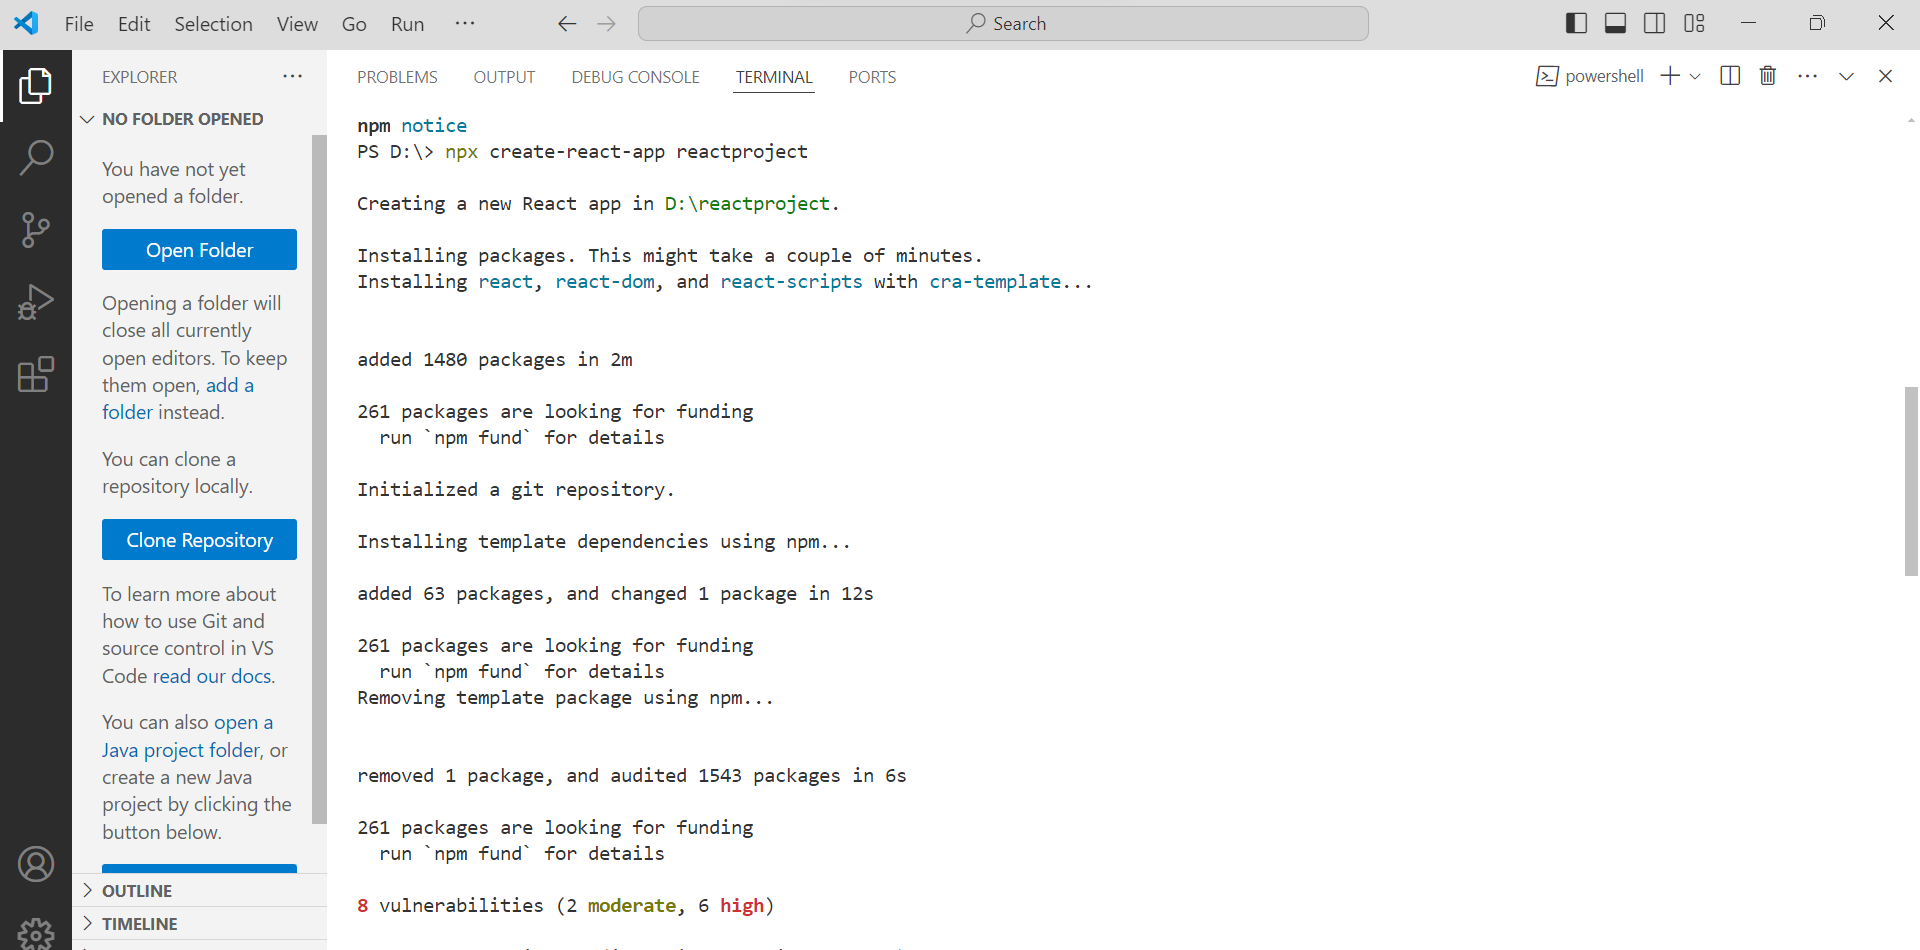 File Edit Selection View Go Run ···
Search
EXPLORER
NO FOLDER OPENED
You have not yet
opened a folder.
Open Folder
Opening a folder will
close all currently
open editors. To keep
them open, add a
folder instead.
You can clone a
repository locally.
Clone Repository
To learn more about
how to use Git and
source control in VS
Code read our docs.
You can also open a
Java project folder, or
create a new Java
project by clicking the
button below.
OUTLINE
TIMELINE
PROBLEMS OUTPUT DEBUG CONSOLE TERMINAL PORTS
powershell
npm notice
PS D:\> npx create-react-app reactproject
Creating a new React app in D:\reactproject.
Installing packages. This might take a couple of minutes.
Installing react, react-dom, and react-scripts with cra-template...
added 1480 packages in 2m
261 packages are looking for funding
run `npm fund` for details
Initialized a git repository.
Installing template dependencies using npm...
added 63 packages, and changed 1 package in 12s
261 packages are looking for funding
run `npm fund` for details
Removing template package using npm...
removed 1 package, and audited 1543 packages in 6s
261 packages are looking for funding
run `npm fund` for details
8 vulnerabilities (2 moderate, 6 high)